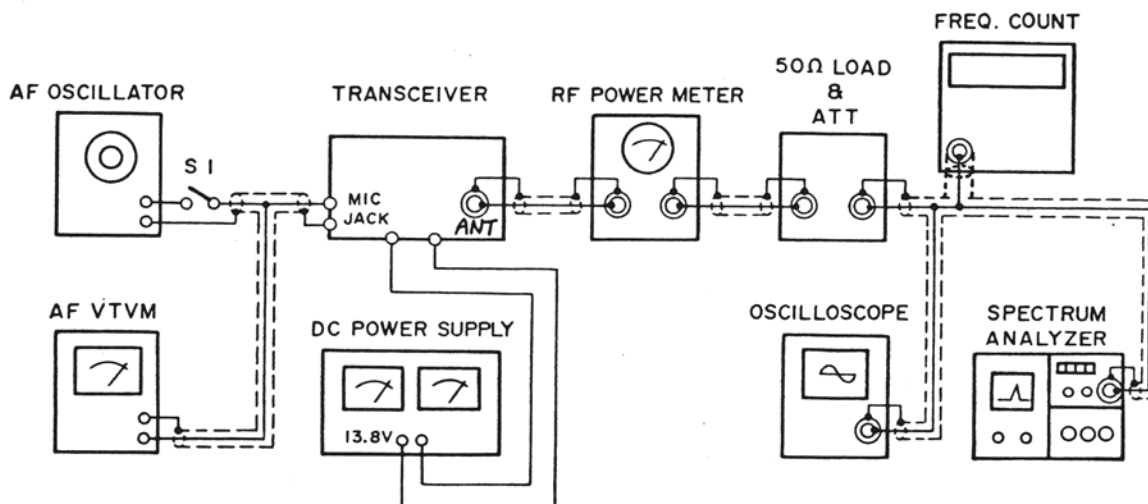 FREQ. COUNT
50Ω LOAD
&
ATT
AF OSCILLATOR
TRANSCEIVER
RF POWER METER
S 1
MIC
JACK
ANT
AF VTVM
DC POWER SUPPLY
13.8V
OSCILLOSCOPE
SPECTRUM
ANALYZER